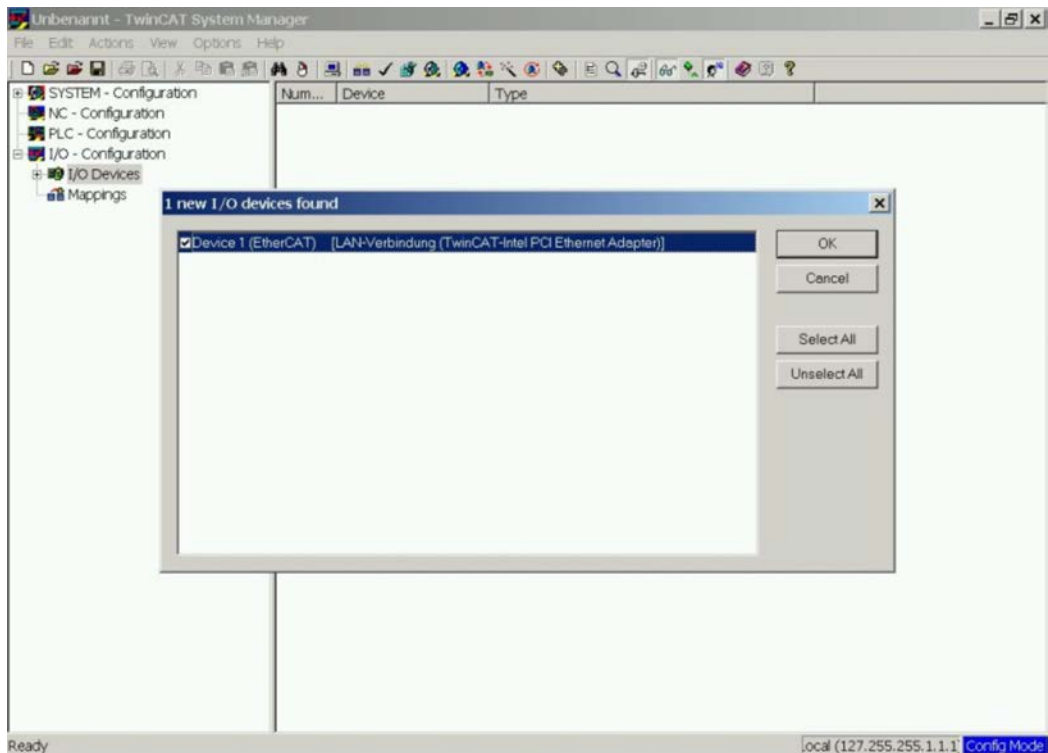 Unbenannt - TwinCAT System Manager
File Edit Actions View Options Help
SYSTEM - Configuration
NC - Configuration
PLC - Configuration
I/O - Configuration
I/O Devices
Mappings
Num... Device Type
1 new I/O devices found
Device 1 (EtherCAT) [LAN-Verbindung (TwinCAT-Intel PCI Ethernet Adapter)]
OK
Cancel
Select All
Unselect All
Ready
ocal (127.255.255.1.1.1) Config Mode